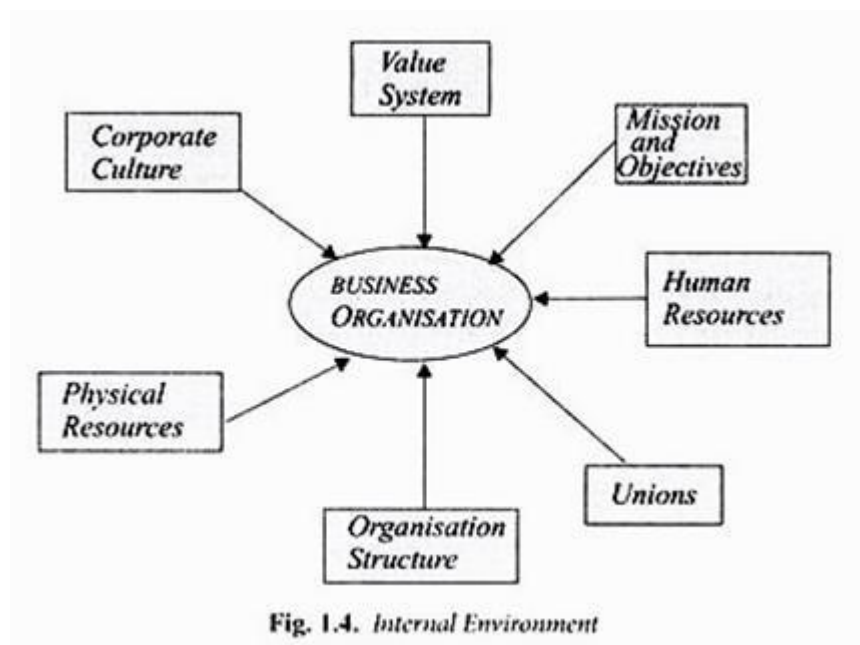 Value
System
Corporate
Culture
Mission
and
Objectives
BUSINESS
ORGANISATION
Human
Resources
Physical
Resources
Unions
Organisation
Structure
Fig. 1.4. Internal Environment